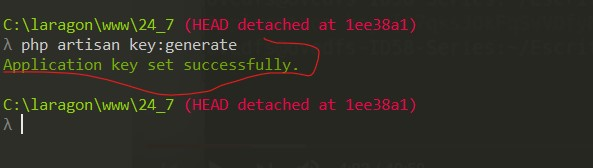 C:\laragon\www\24_7 (HEAD detached at 1ee38a1)
λ php artisan key:generate
Application key set successfully.
C:\laragon\www\24_7 (HEAD detached at 1ee38a1)
λ